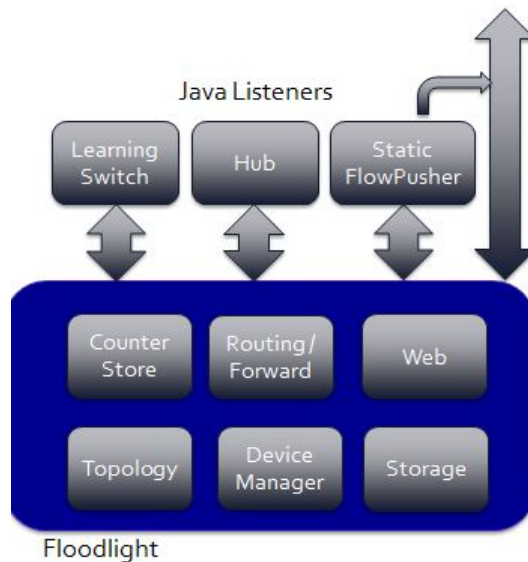 Java Listeners
Learning
Switch
Hub
Static
FlowPusher
Counter
Store
Routing /
Forward
Web
Topology
Device
Manager
Storage
Floodlight